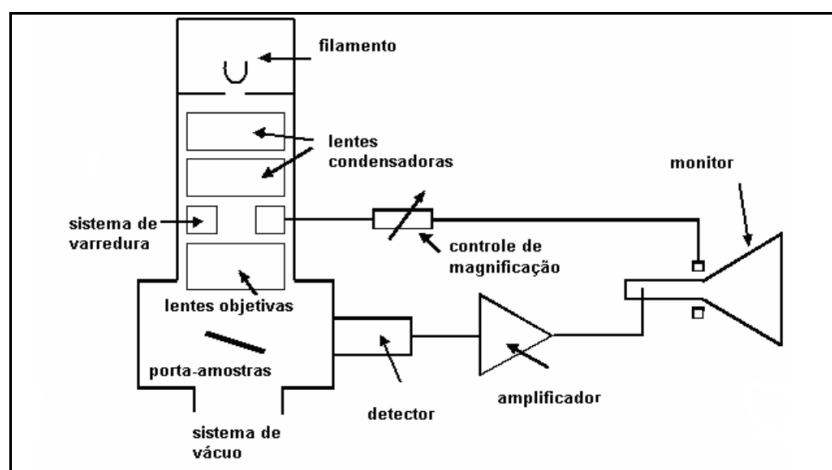 filamento
lentes
condensadoras
monitor
sistema de
varredura
controle de
magnificação
lentes objetivas
porta-amostras
detector
amplificador
sistema de
vácuo